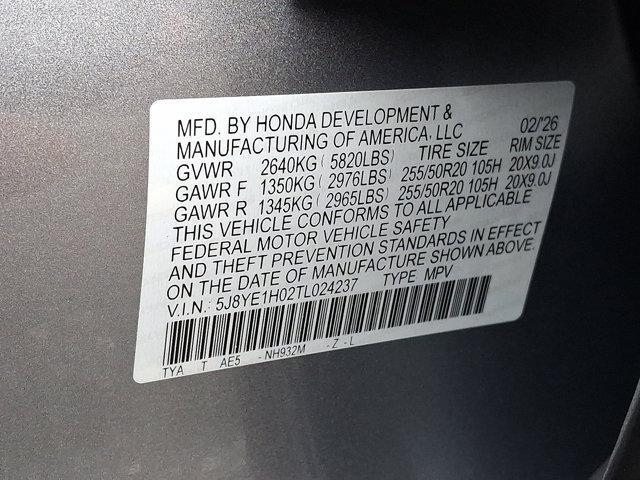 MFD. BY HONDA DEVELOPMENT & 02/'26
MANUFACTURING OF AMERICA, LLC
GVWR 2640KG ( 5820LBS) TIRE SIZE RIM SIZE
GAWR F 1350KG ( 2976LBS) 255/50R20 105H 20X9.0J
GAWR R 1345KG ( 2965LBS) 255/50R20 105H 20X9.0J
THIS VEHICLE CONFORMS TO ALL APPLICABLE
FEDERAL MOTOR VEHICLE SAFETY
AND THEFT PREVENTION STANDARDS IN EFFECT
ON THE DATE OF MANUFACTURE SHOWN ABOVE.
V.I.N.: 5J8YE1H02TL024237 TYPE MPV
TYA T AE5 -NH932M -Z-L